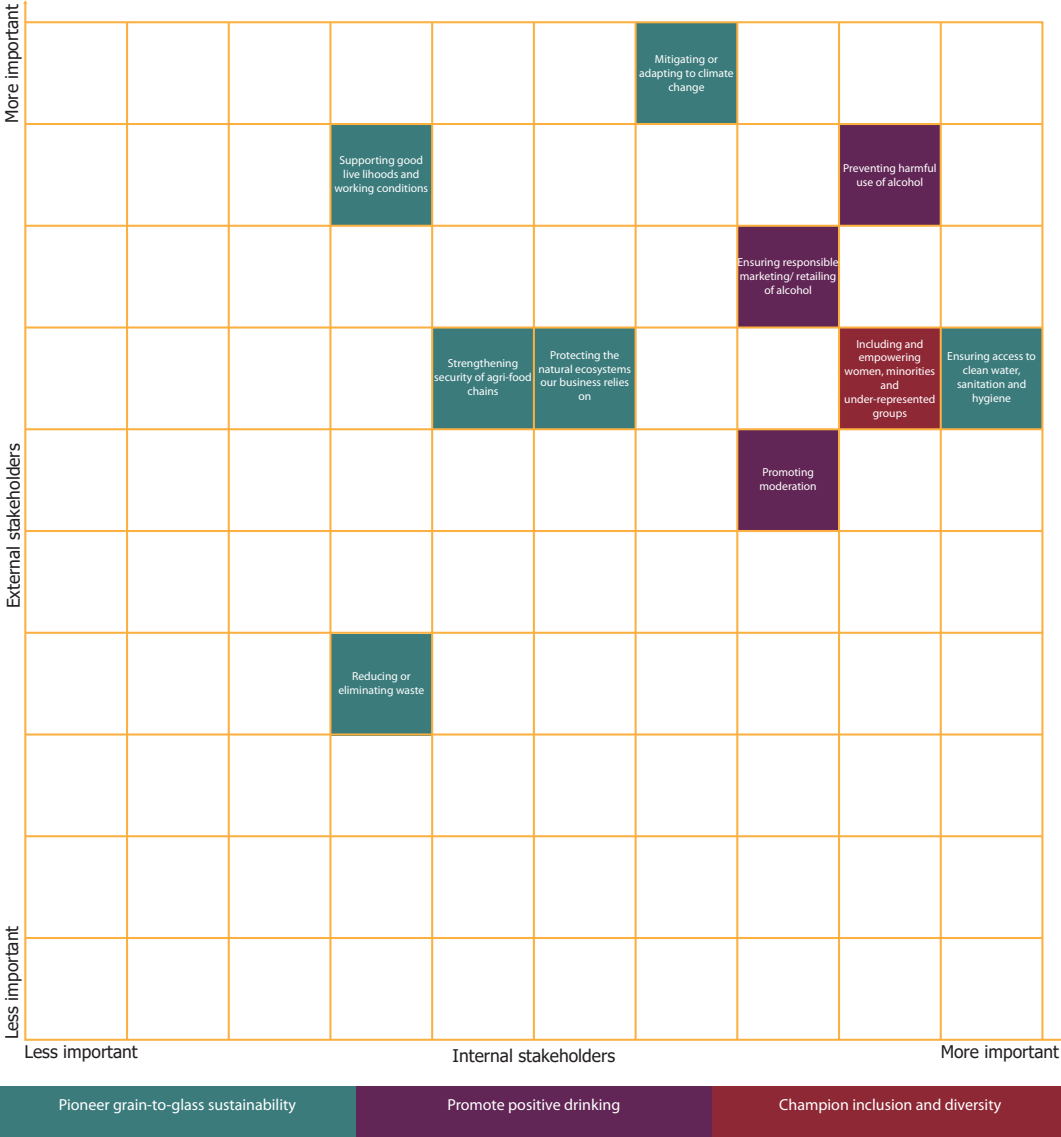 More important
Mitigating or
adapting to climate
change
Supporting good
live lihoods and
working conditions
Preventing harmful
use of alcohol
Ensuring responsible
marketing/ retailing
of alcohol
Strengthening
security of agri-food
chains
Protecting the
natural ecosystems
our business relies
on
Including and
empowering
women, minorities
and
under-represented
groups
Ensuring access to
clean water,
sanitation and
hygiene
External stakeholders
Promoting
moderation
Reducing or
eliminating waste
Less important
Less important
Internal stakeholders
More important
Pioneer grain-to-glass sustainability
Promote positive drinking
Champion inclusion and diversity